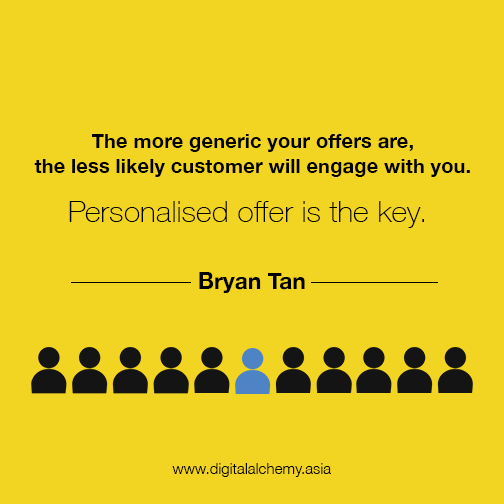 The more generic your offers are,
the less likely customer will engage with you.
Personalised offer is the key.
Bryan Tan
www.digitalalchemy.asia